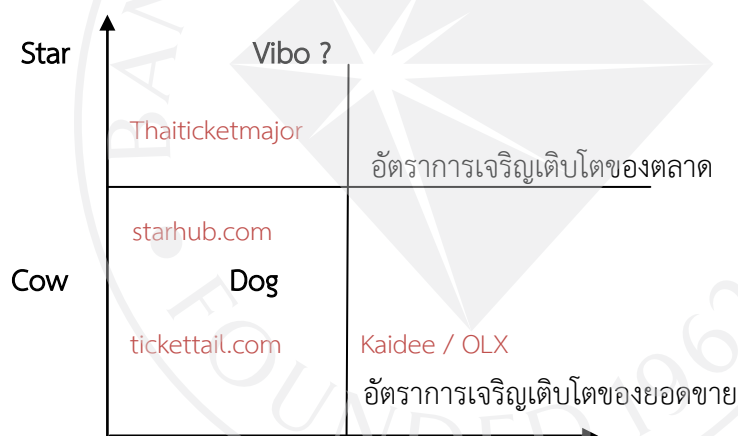 Star
Vibo ?
Thaiticketmajor
อัตราการเจริญเติบโตของตลาด
starhub.com
Cow
Dog
tickettail.com
Kaidee / OLX
อัตราการเจริญเติบโตของยอดขาย
BAN
FOUNDED 196